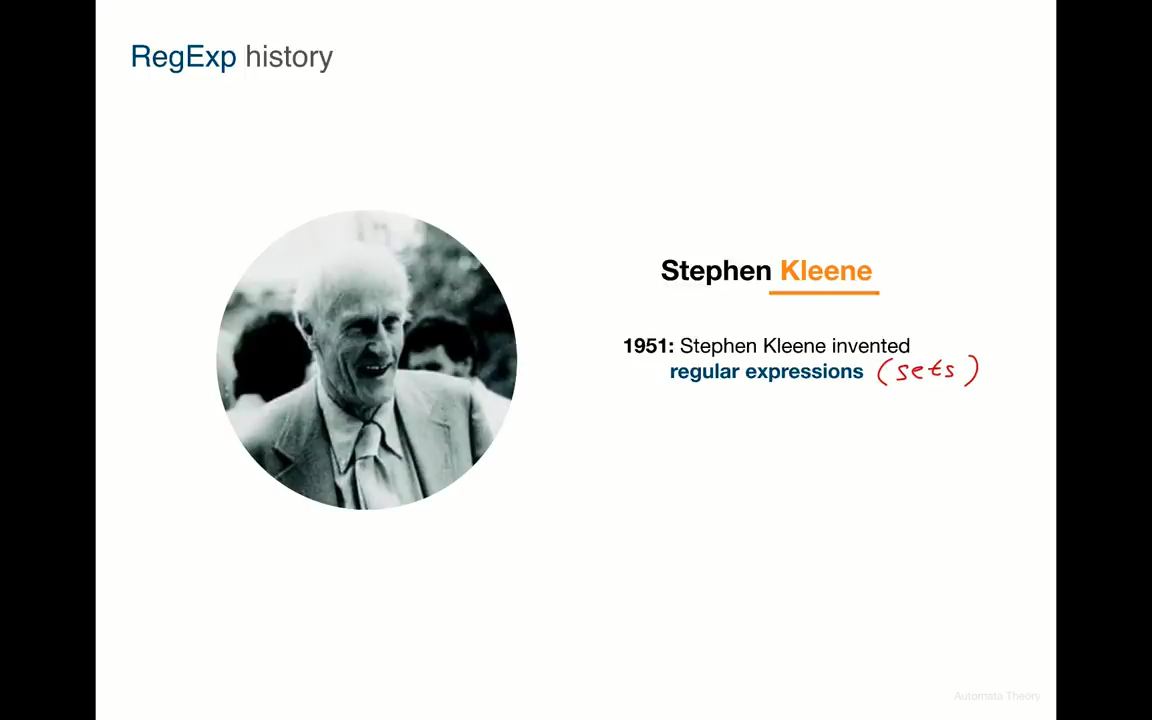 RegExp history
Stephen Kleene
1951: Stephen Kleene invented
regular expressions (sets)
Automata Theory